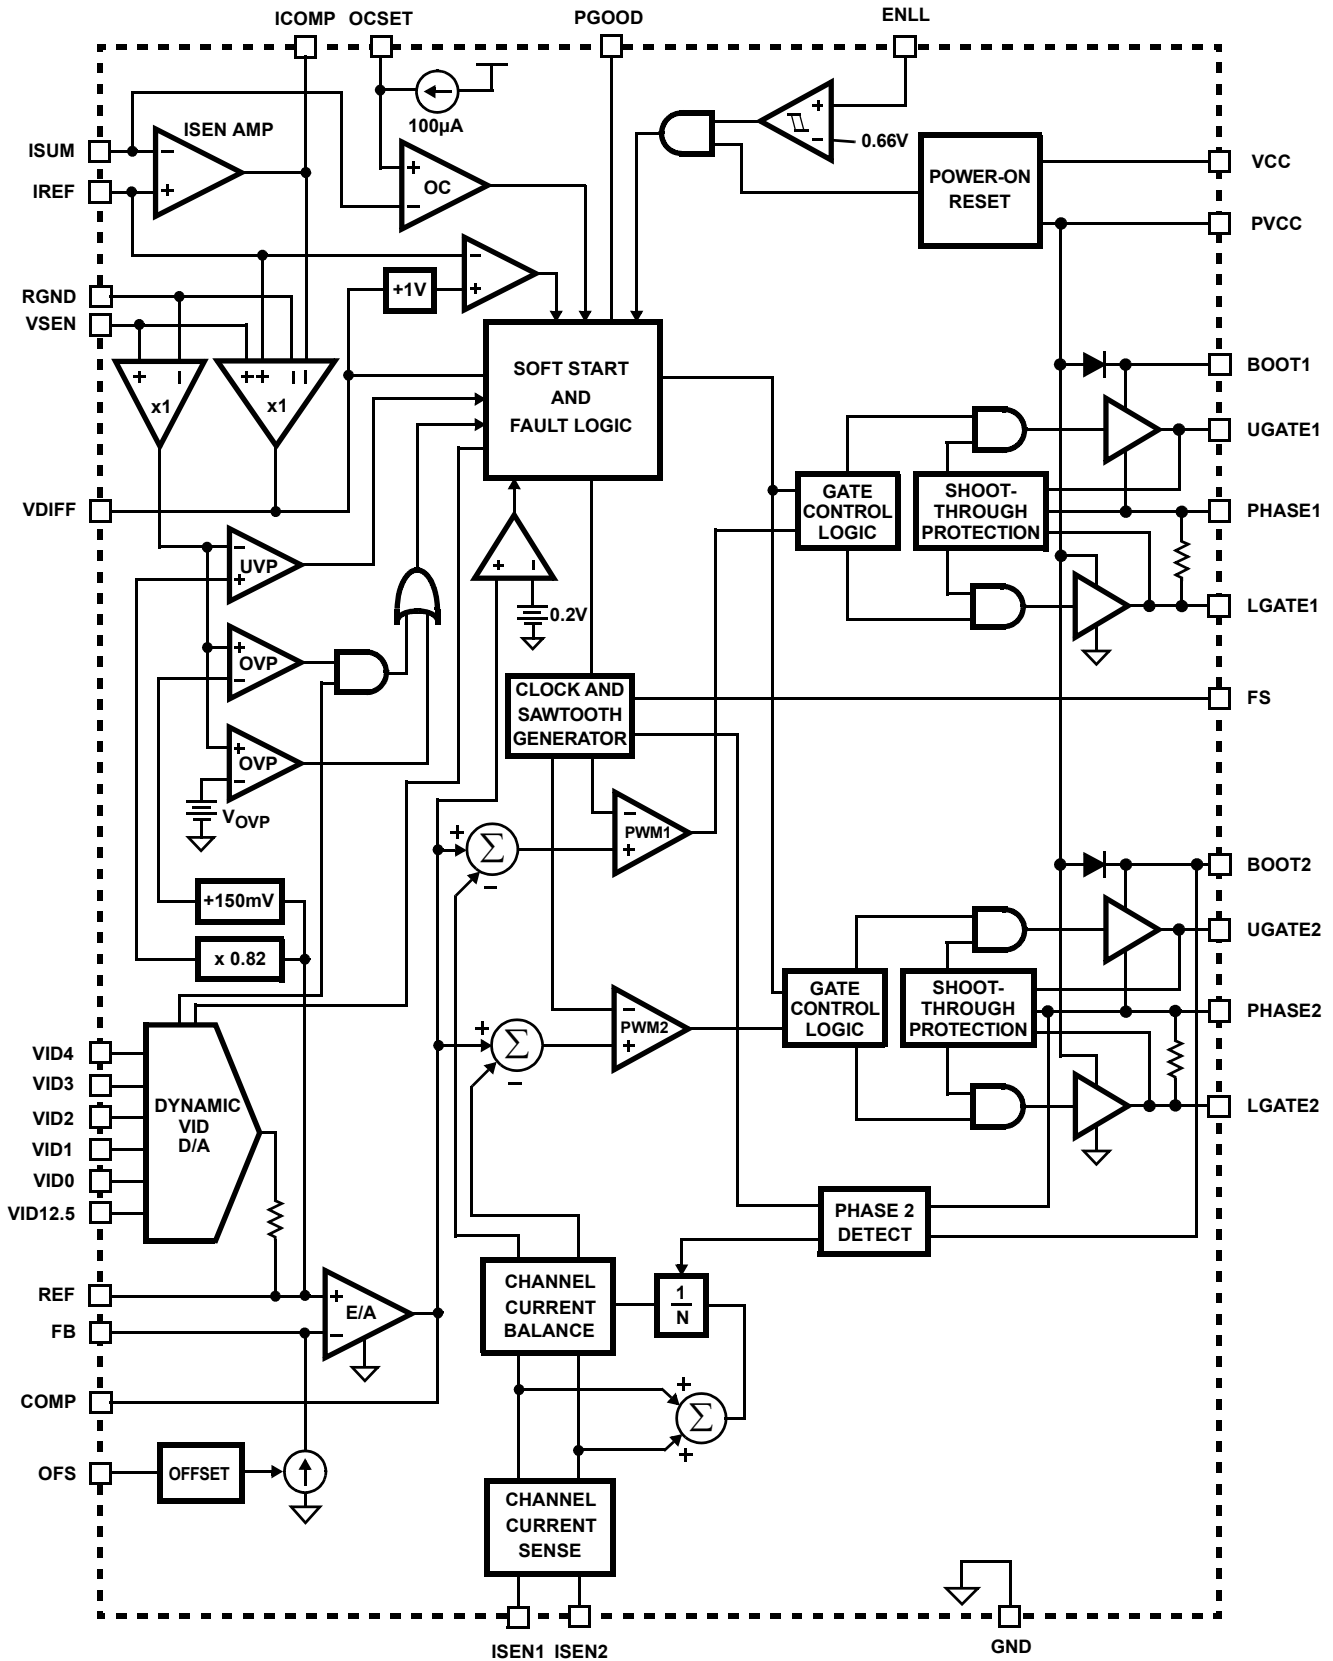 ICOMP OCSET PGOOD ENLL
ISEN AMP
100µA
ISUM
−
+
OC
+
−
+
−
0.66V
IREF
POWER-ON
RESET
VCC
PVCC
−
+
+1V
RGND
VSEN
+ −
x1
+ + − −
x1
SOFT START
AND
FAULT LOGIC
BOOT1
UGATE1
VDIFF
GATE
CONTROL
LOGIC
SHOOT-
THROUGH
PROTECTION
PHASE1
−
UVP
+
+ −
0.2V
LGATE1
+
OVP
−
CLOCK AND
SAWTOOTH
GENERATOR
FS
+
OVP
−
VOVP
+
Σ
−
−
PWM1
+
BOOT2
+150mV
x 0.82
UGATE2
GATE
CONTROL
LOGIC
SHOOT-
THROUGH
PROTECTION
PHASE2
+
Σ
−
−
PWM2
+
VID4
VID3
VID2
VID1
VID0
VID12.5
DYNAMIC
VID
D/A
LGATE2
PHASE 2
DETECT
REF
FB
+
E/A
−
CHANNEL
CURRENT
BALANCE
1
N
COMP
+
Σ
+
OFS
OFFSET
CHANNEL
CURRENT
SENSE
ISEN1 ISEN2
GND